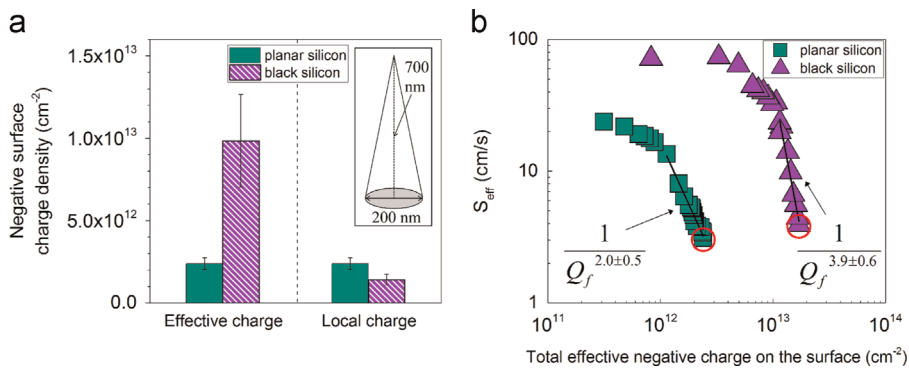 a
Negative surface
charge density (cm⁻²)
1.5x10¹³
1.0x10¹³
5.0x10¹²
0.0
planar silicon
black silicon
700
nm
200 nm
Effective charge
Local charge
b
S_eff (cm/s)
100
10
1
planar silicon
black silicon
1
Q_f^2.0±0.5
1
Q_f^3.9±0.6
10¹¹
10¹²
10¹³
10¹⁴
Total effective negative charge on the surface (cm⁻²)